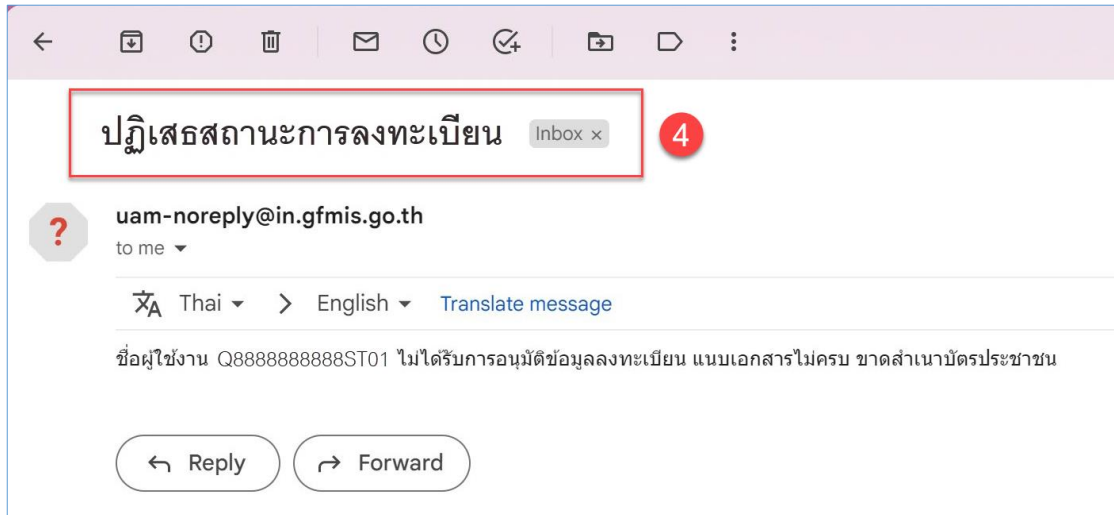 ปฏิเสธสถานะการลงทะเบียน Inbox ×
4
?
uam-noreply@in.gfmis.go.th
to me
Thai > English Translate message
ชื่อผู้ใช้งาน Q8888888888ST01 ไม่ได้รับการอนุมัติข้อมูลลงทะเบียน แนบเอกสารไม่ครบ ขาดสำเนาบัตรประชาชน
Reply Forward